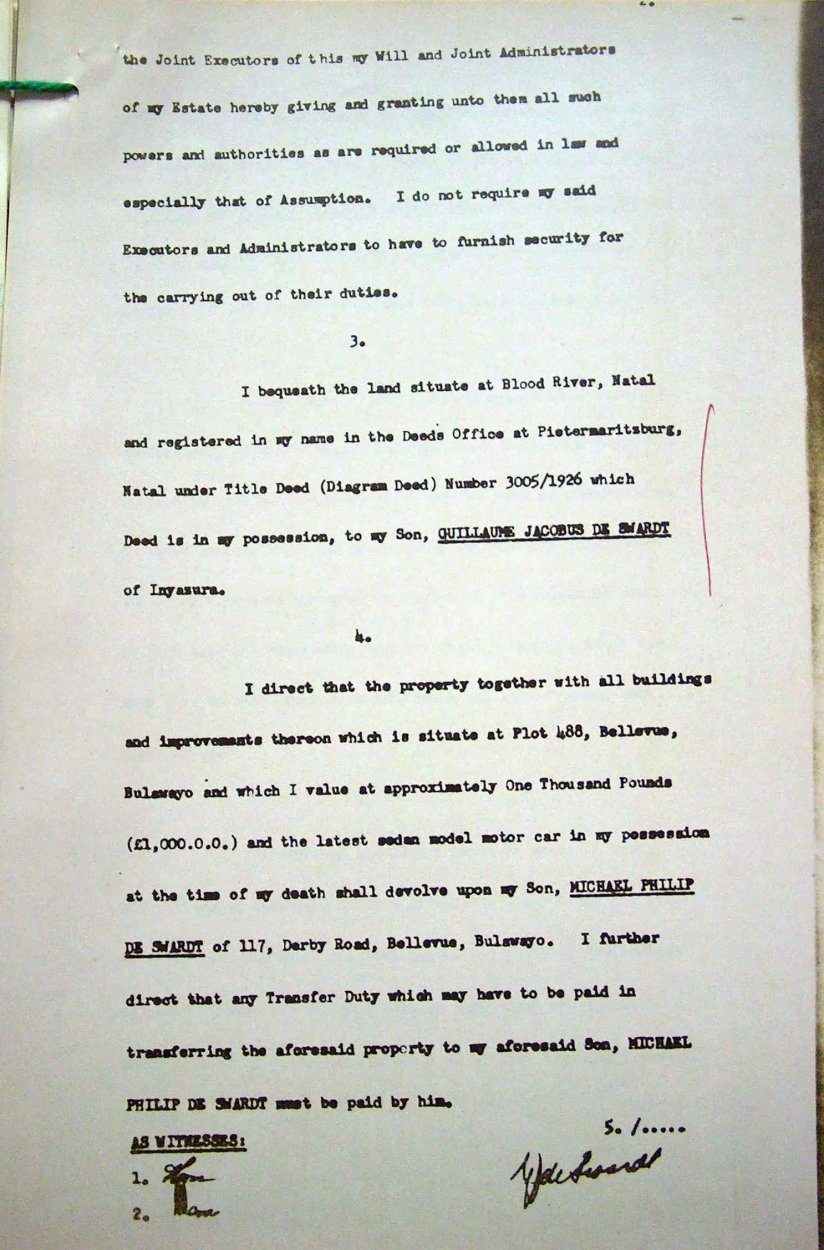 2.
the Joint Executors of this my Will and Joint Administrators
of my Estate hereby giving and granting unto them all such
powers and authorities as are required or allowed in law and
especially that of Assumption. I do not require my said
Executors and Administrators to have to furnish security for
the carrying out of their duties.
3.
I bequeath the land situate at Blood River, Natal
and registered in my name in the Deeds Office at Pietermaritzburg,
Natal under Title Deed (Diagram Deed) Number 3005/1926 which
Deed is in my possession, to my Son, GUILLAUME JACOBUS DE SWARDT
of Inyazura.
4.
I direct that the property together with all buildings
and improvements thereon which is situate at Plot 488, Bellevue,
Bulawayo and which I value at approximately One Thousand Pounds
(£1,000.0.0.) and the latest sedan model motor car in my possession
at the time of my death shall devolve upon my Son, MICHAEL PHILIP
DE SWARDT of 117, Derby Road, Bellevue, Bulawayo. I further
direct that any Transfer Duty which may have to be paid in
transferring the aforesaid property to my aforesaid Son, MICHAEL
PHILIP DE SWARDT must be paid by him.
5. /.....
AS WITNESSES:
1.
2.
de Swardt